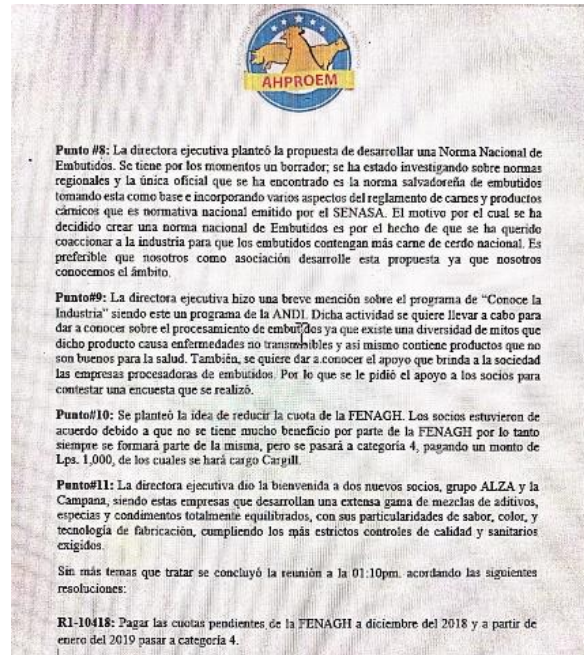 AHPROEM
Punto #8: La directora ejecutiva planteó la propuesta de desarrollar una Norma Nacional de
Embutidos. Se tiene por los momentos un borrador; se ha estado investigando sobre normas
regionales y la única oficial que se ha encontrado es la norma salvadoreña de embutidos
tomando esta como base e incorporando varios aspectos del reglamento de carnes y productos
cárnicos que es normativa nacional emitido por el SENASA. El motivo por el cual se ha
decidido crear una norma nacional de Embutidos es por el hecho de que se ha querido
coaccionar a la industria para que los embutidos contengan más carne de cerdo nacional. Es
preferible que nosotros como asociación desarrolle esta propuesta ya que nosotros
conocemos el ámbito.
Punto#9: La directora ejecutiva hizo una breve mención sobre el programa de “Conoce la
Industria” siendo este un programa de la ANDI. Dicha actividad se quiere llevar a cabo para
dar a conocer sobre el procesamiento de embutidos ya que existe una diversidad de mitos que
dicho producto causa enfermedades no transmisibles y así mismo contiene productos que no
son buenos para la salud. También, se quiere dar a conocer el apoyo que brinda a la sociedad
las empresas procesadoras de embutidos. Por lo que se le pidió el apoyo a los socios para
contestar una encuesta que se realizó.
Punto#10: Se planteó la idea de reducir la cuota de la FENAGH. Los socios estuvieron de
acuerdo debido a que no se tiene mucho beneficio por parte de la FENAGH por lo tanto
siempre se formará parte de la misma, pero se pasará a categoría 4, pagando un monto de
Lps. 1,000, de los cuales se hará cargo Cargill.
Punto#11: La directora ejecutiva dio la bienvenida a dos nuevos socios, grupo ALZA y la
Campana, siendo estas empresas que desarrollan una extensa gama de mezclas de aditivos,
especias y condimentos totalmente equilibrados, con sus particularidades de sabor, color, y
tecnología de fabricación, cumpliendo los más estrictos controles de calidad y sanitarios
exigidos.
Sin más temas que tratar se concluyó la reunión a la 01:10pm. acordando las siguientes
resoluciones:
R1-10418: Pagar las cuotas pendientes de la FENAGH a diciembre del 2018 y a partir de
enero del 2019 pasar a categoría 4.